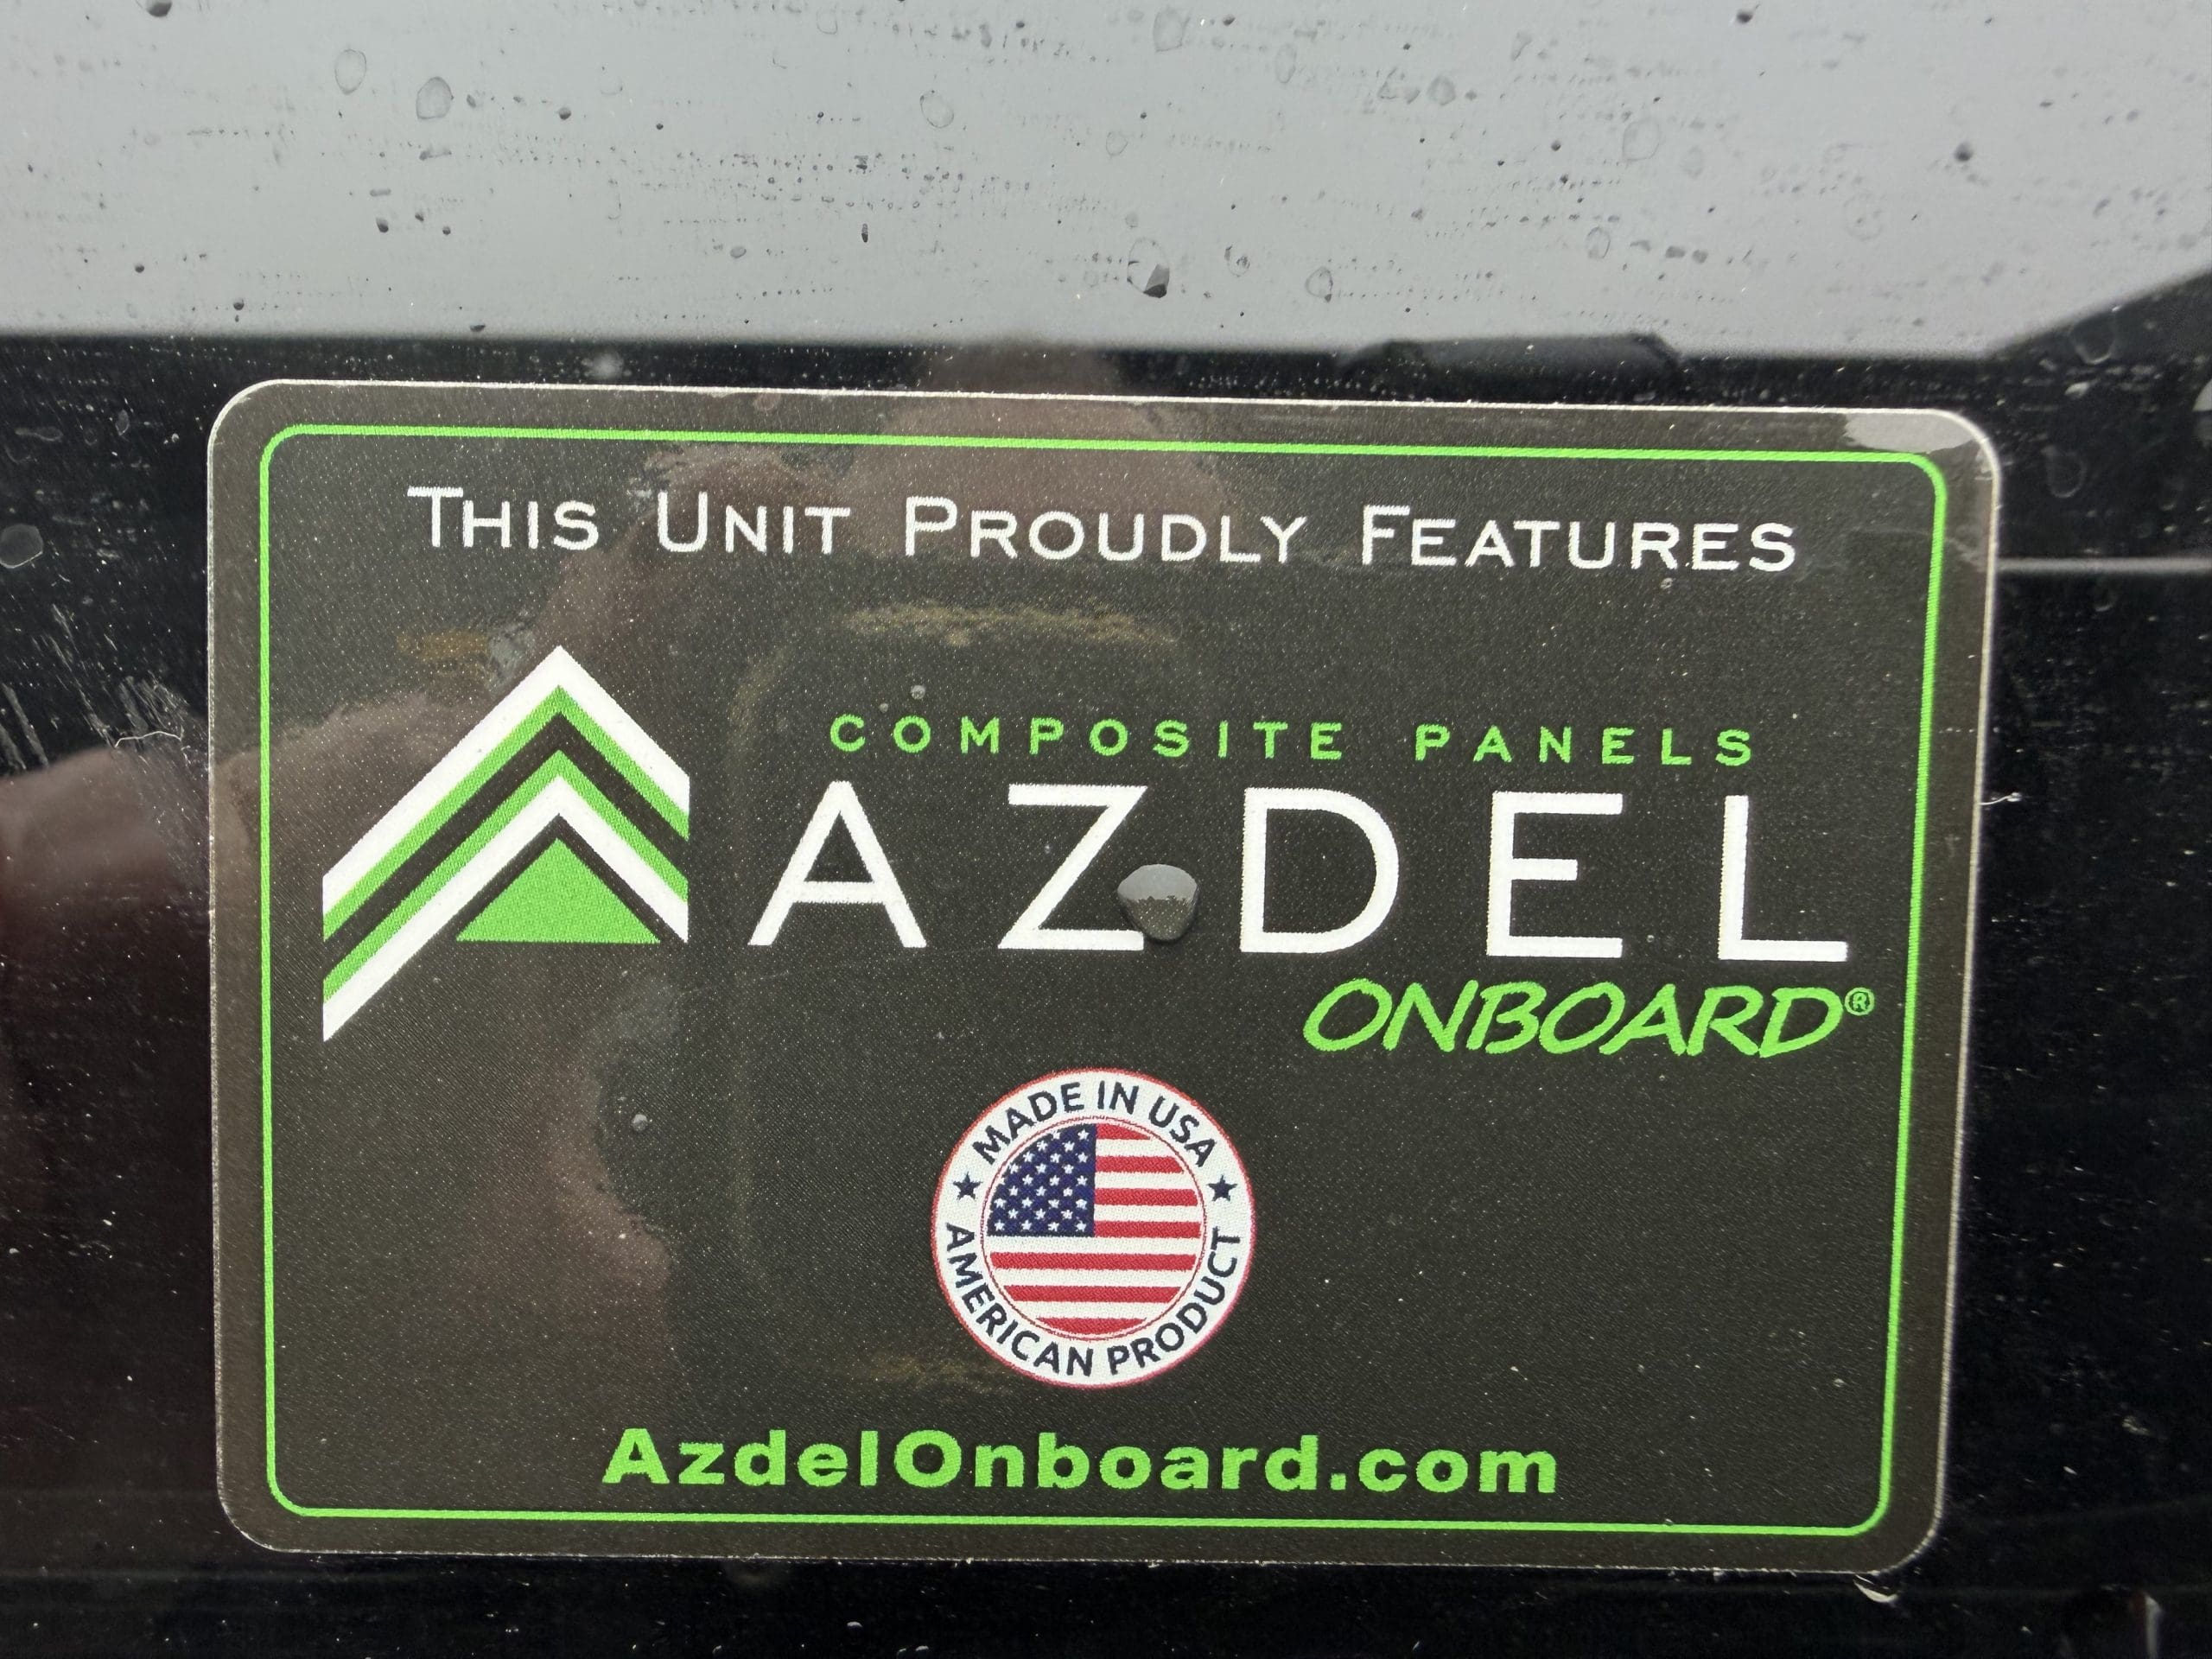 THIS UNIT PROUDLY FEATURES
COMPOSITE PANELS
AZDEL
ONBOARD®
MADE IN USA
AMERICAN PRODUCT
AzdelOnboard.com